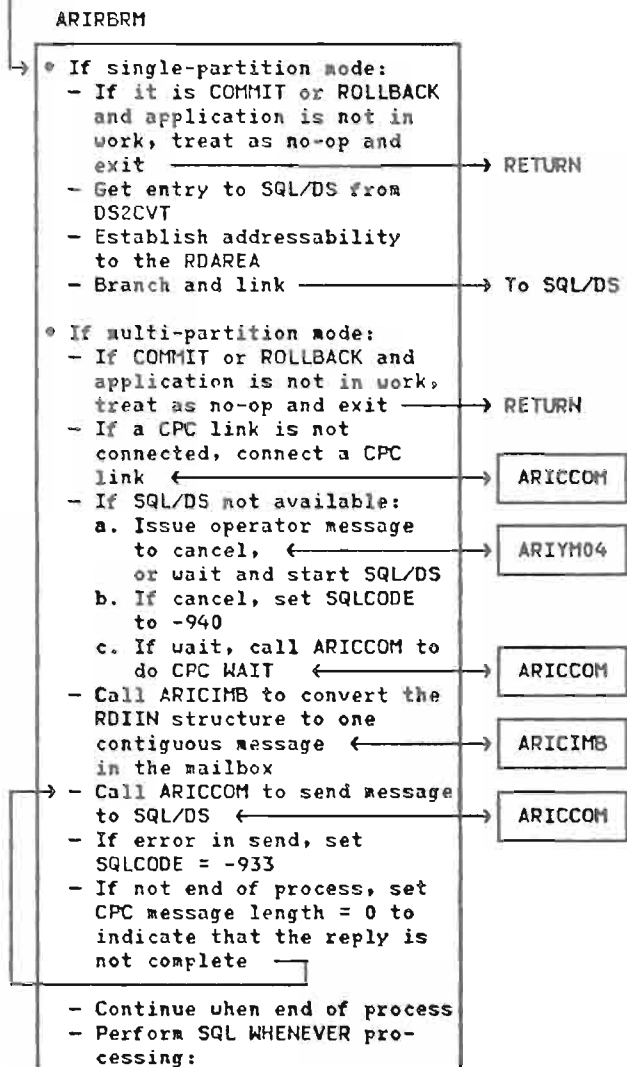 ARIRBRM
• If single-partition mode:
- If it is COMMIT or ROLLBACK
and application is not in
work, treat as no-op and
exit → RETURN
- Get entry to SQL/DS from
DS2CVT
- Establish addressability
to the RDAREA
- Branch and link → To SQL/DS
• If multi-partition mode:
- If COMMIT or ROLLBACK and
application is not in work,
treat as no-op and exit → RETURN
- If a CPC link is not
connected, connect a CPC
link ARICCOM
- If SQL/DS not available:
a. Issue operator message
to cancel, ARIYM04
or wait and start SQL/DS
b. If cancel, set SQLCODE
to -940
c. If wait, call ARICCOM to
do CPC WAIT ARICCOM
- Call ARICIMB to convert the
RDIIN structure to one
contiguous message ARICIMB
in the mailbox
- Call ARICCOM to send message
to SQL/DS ARICCOM
- If error in send, set
SQLCODE = -933
- If not end of process, set
CPC message length = 0 to
indicate that the reply is
not complete
- Continue when end of process
- Perform SQL WHENEVER pro-
cessing: